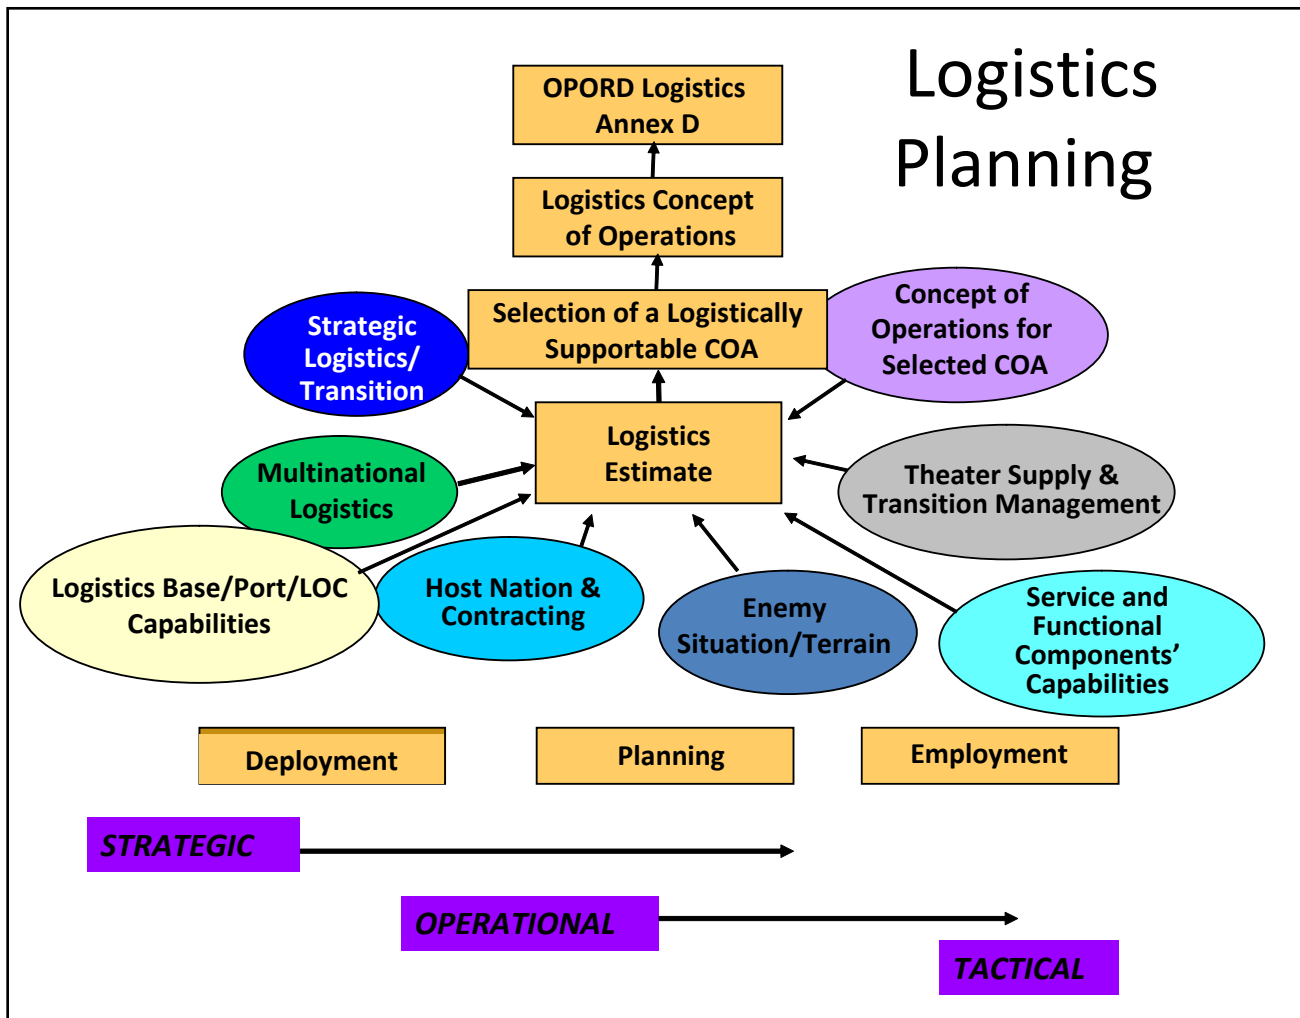 Logistics
Planning
OPORD Logistics
Annex D
Logistics Concept
of Operations
Selection of a Logistically
Supportable COA
Strategic
Logistics/
Transition
Concept of
Operations for
Selected COA
Logistics
Estimate
Multinational
Logistics
Theater Supply &
Transition Management
Logistics Base/Port/LOC
Capabilities
Host Nation &
Contracting
Enemy
Situation/Terrain
Service and
Functional
Components’
Capabilities
Deployment
Planning
Employment
STRATEGIC
OPERATIONAL
TACTICAL